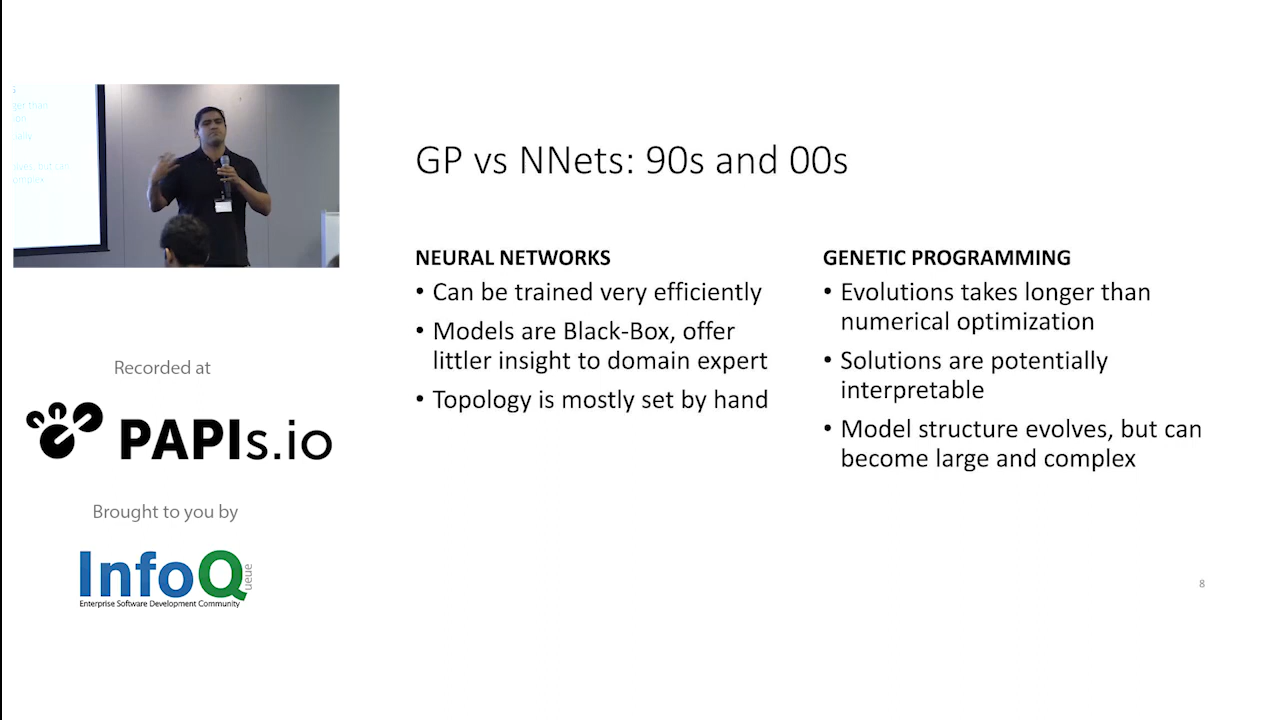 GP vs NNets: 90s and 00s
NEURAL NETWORKS
• Can be trained very efficiently
• Models are Black-Box, offer
littler insight to domain expert
• Topology is mostly set by hand
GENETIC PROGRAMMING
• Evolutions takes longer than
numerical optimization
• Solutions are potentially
interpretable
• Model structure evolves, but can
become large and complex
Recorded at
PAPIs.io
Brought to you by
InfoQ
ueue
Enterprise Software Development Community
8